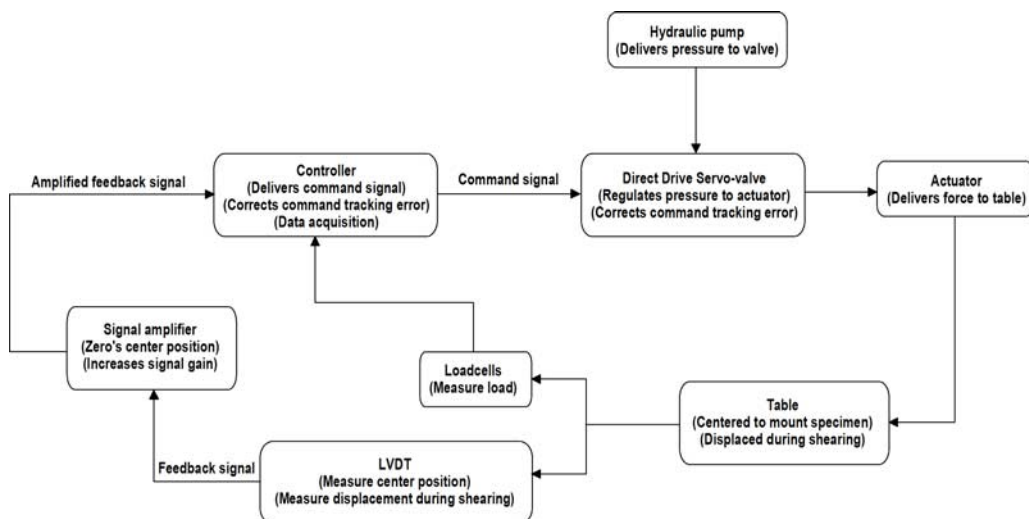 Hydraulic pump
(Delivers pressure to valve)
Controller
(Delivers command signal)
(Corrects command tracking error)
(Data acquisition)
Amplified feedback signal
Command signal
Direct Drive Servo-valve
(Regulates pressure to actuator)
(Corrects command tracking error)
Actuator
(Delivers force to table)
Signal amplifier
(Zero's center position)
(Increases signal gain)
Loadcells
(Measure load)
Table
(Centered to mount specimen)
(Displaced during shearing)
Feedback signal
LVDT
(Measure center position)
(Measure displacement during shearing)